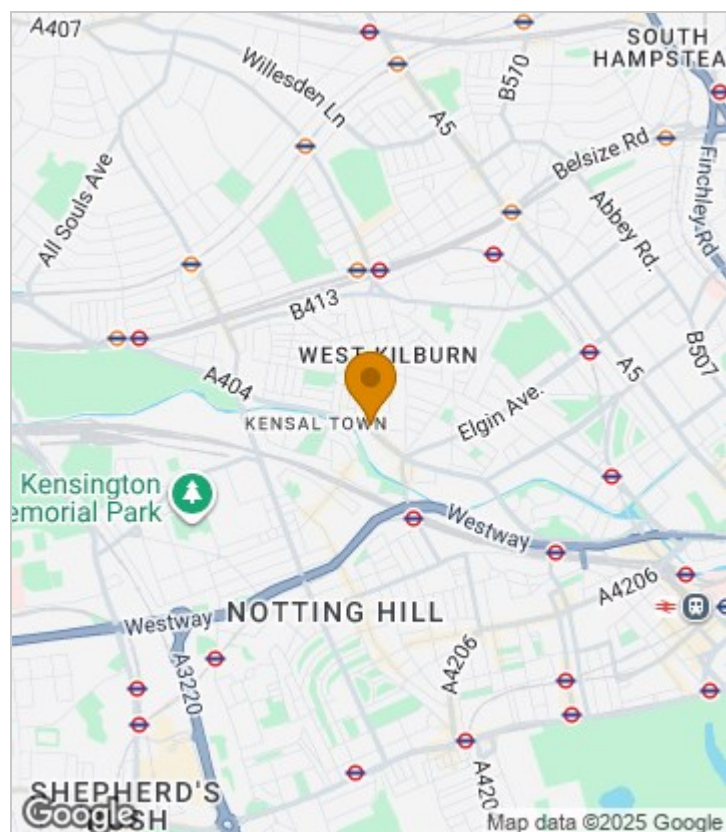 A407
Willesden Ln
B510
SOUTH
HAMPSTEA
A5
Belsize Rd
All Souls Ave
Abbey Rd.
Finchley Rd
B413
WEST KILBURN
A404
A5
B507
KENSAL TOWN
Elgin Ave.
Kensington
emorial Park
Westway
A4206
NOTTING HILL
Westway
A3220
A4206
SHEPHERD'S
SH
A420
Google
Map data ©2025 Google